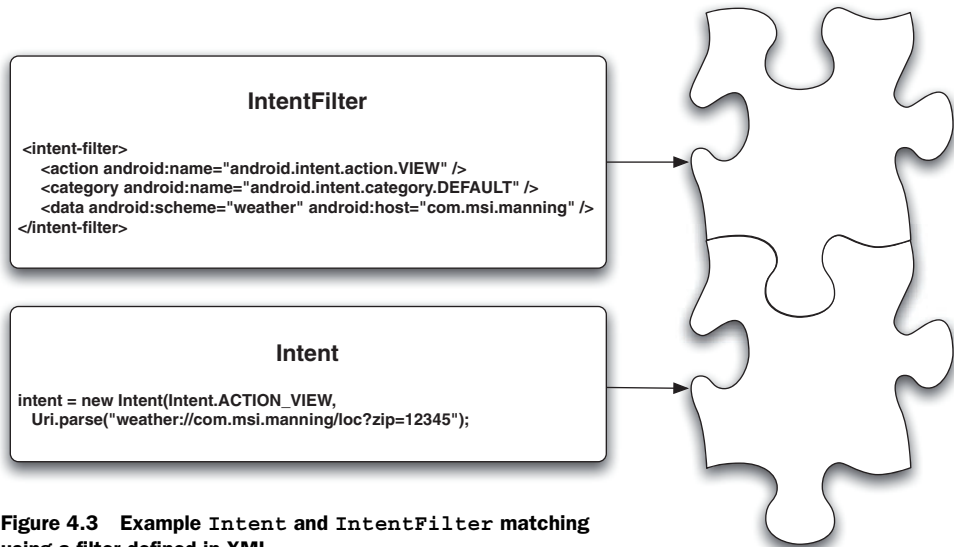 IntentFilter
<intent-filter>
<action android:name="android.intent.action.VIEW" />
<category android:name="android.intent.category.DEFAULT" />
<data android:scheme="weather" android:host="com.msi.manning" />
</intent-filter>
Intent
intent = new Intent(Intent.ACTION_VIEW,
Uri.parse("weather://com.msi.manning/loc?zip=12345");
Figure 4.3 Example Intent and IntentFilter matching
using a filter defined in XML